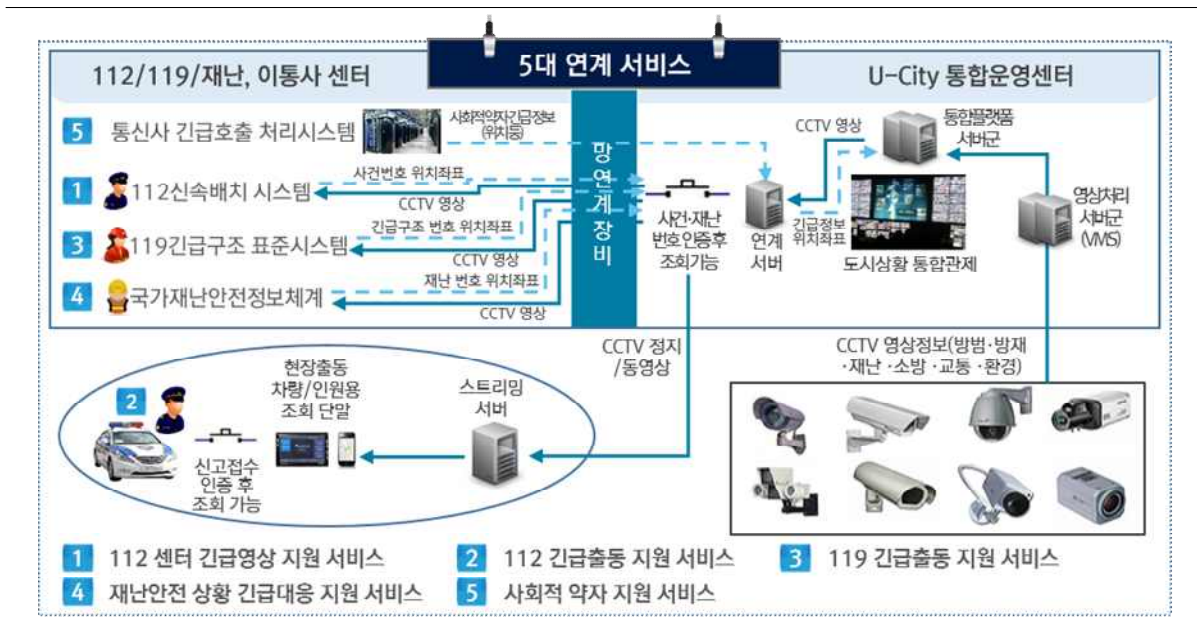 5대 연계 서비스
112/119/재난, 이통사 센터
U-City 통합운영센터
5 통신사 긴급호출 처리시스템
사회적약자긴급정보
(위치등)
망연계장비
CCTV 영상
통합플랫폼
서버군
사건번호 위치좌표
1 112신속배치 시스템
CCTV 영상
긴급구조 번호 위치좌표
3 119긴급구조 표준시스템
CCTV 영상
재난 번호 위치좌표
4 국가재난안전정보체계
CCTV 영상
사건·재난
번호 인증 후
조회가능
연계
서버
긴급정보
위치좌표
도시상황 통합관제
영상처리
서버군
(VMS)
CCTV 정지
/동영상
CCTV 영상정보(방범·방재
·재난 ·소방 ·교통 ·환경)
2
현장출동
차량/인원용
조회 단말
스트리밍
서버
신고접수
인증 후
조회 가능
1 112 센터 긴급영상 지원 서비스
2 112 긴급출동 지원 서비스
3 119 긴급출동 지원 서비스
4 재난안전 상황 긴급대응 지원 서비스
5 사회적 약자 지원 서비스